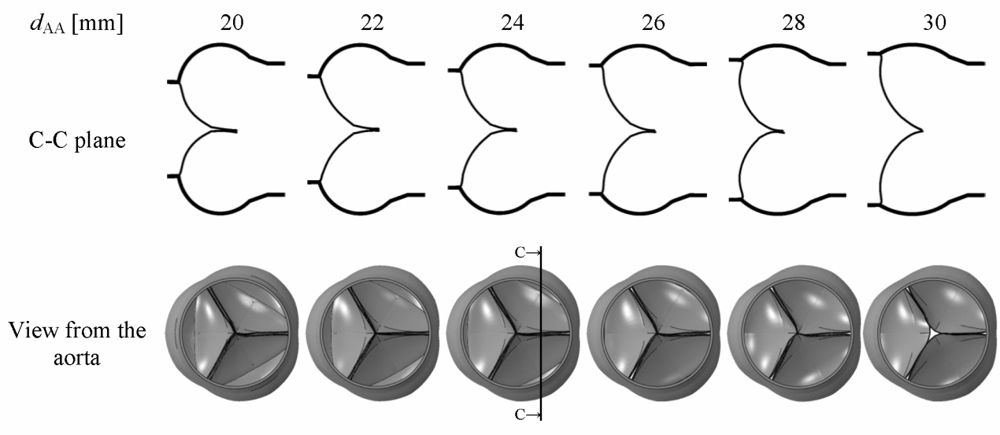 dAA [mm] 20 22 24 26 28 30
C-C plane
C→
View from the
aorta
C→